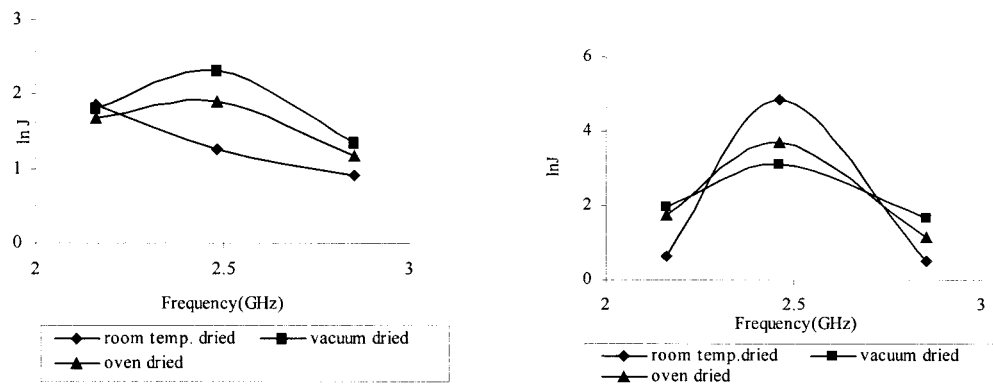 3
2
ln J
1
0
2
2.5
3
Frequency(GHz)
room temp. dried
vacuum dried
oven dried
6
4
lnJ
2
0
2
2.5
3
Frequency(GHz)
room temp.dried
vacuum dried
oven dried